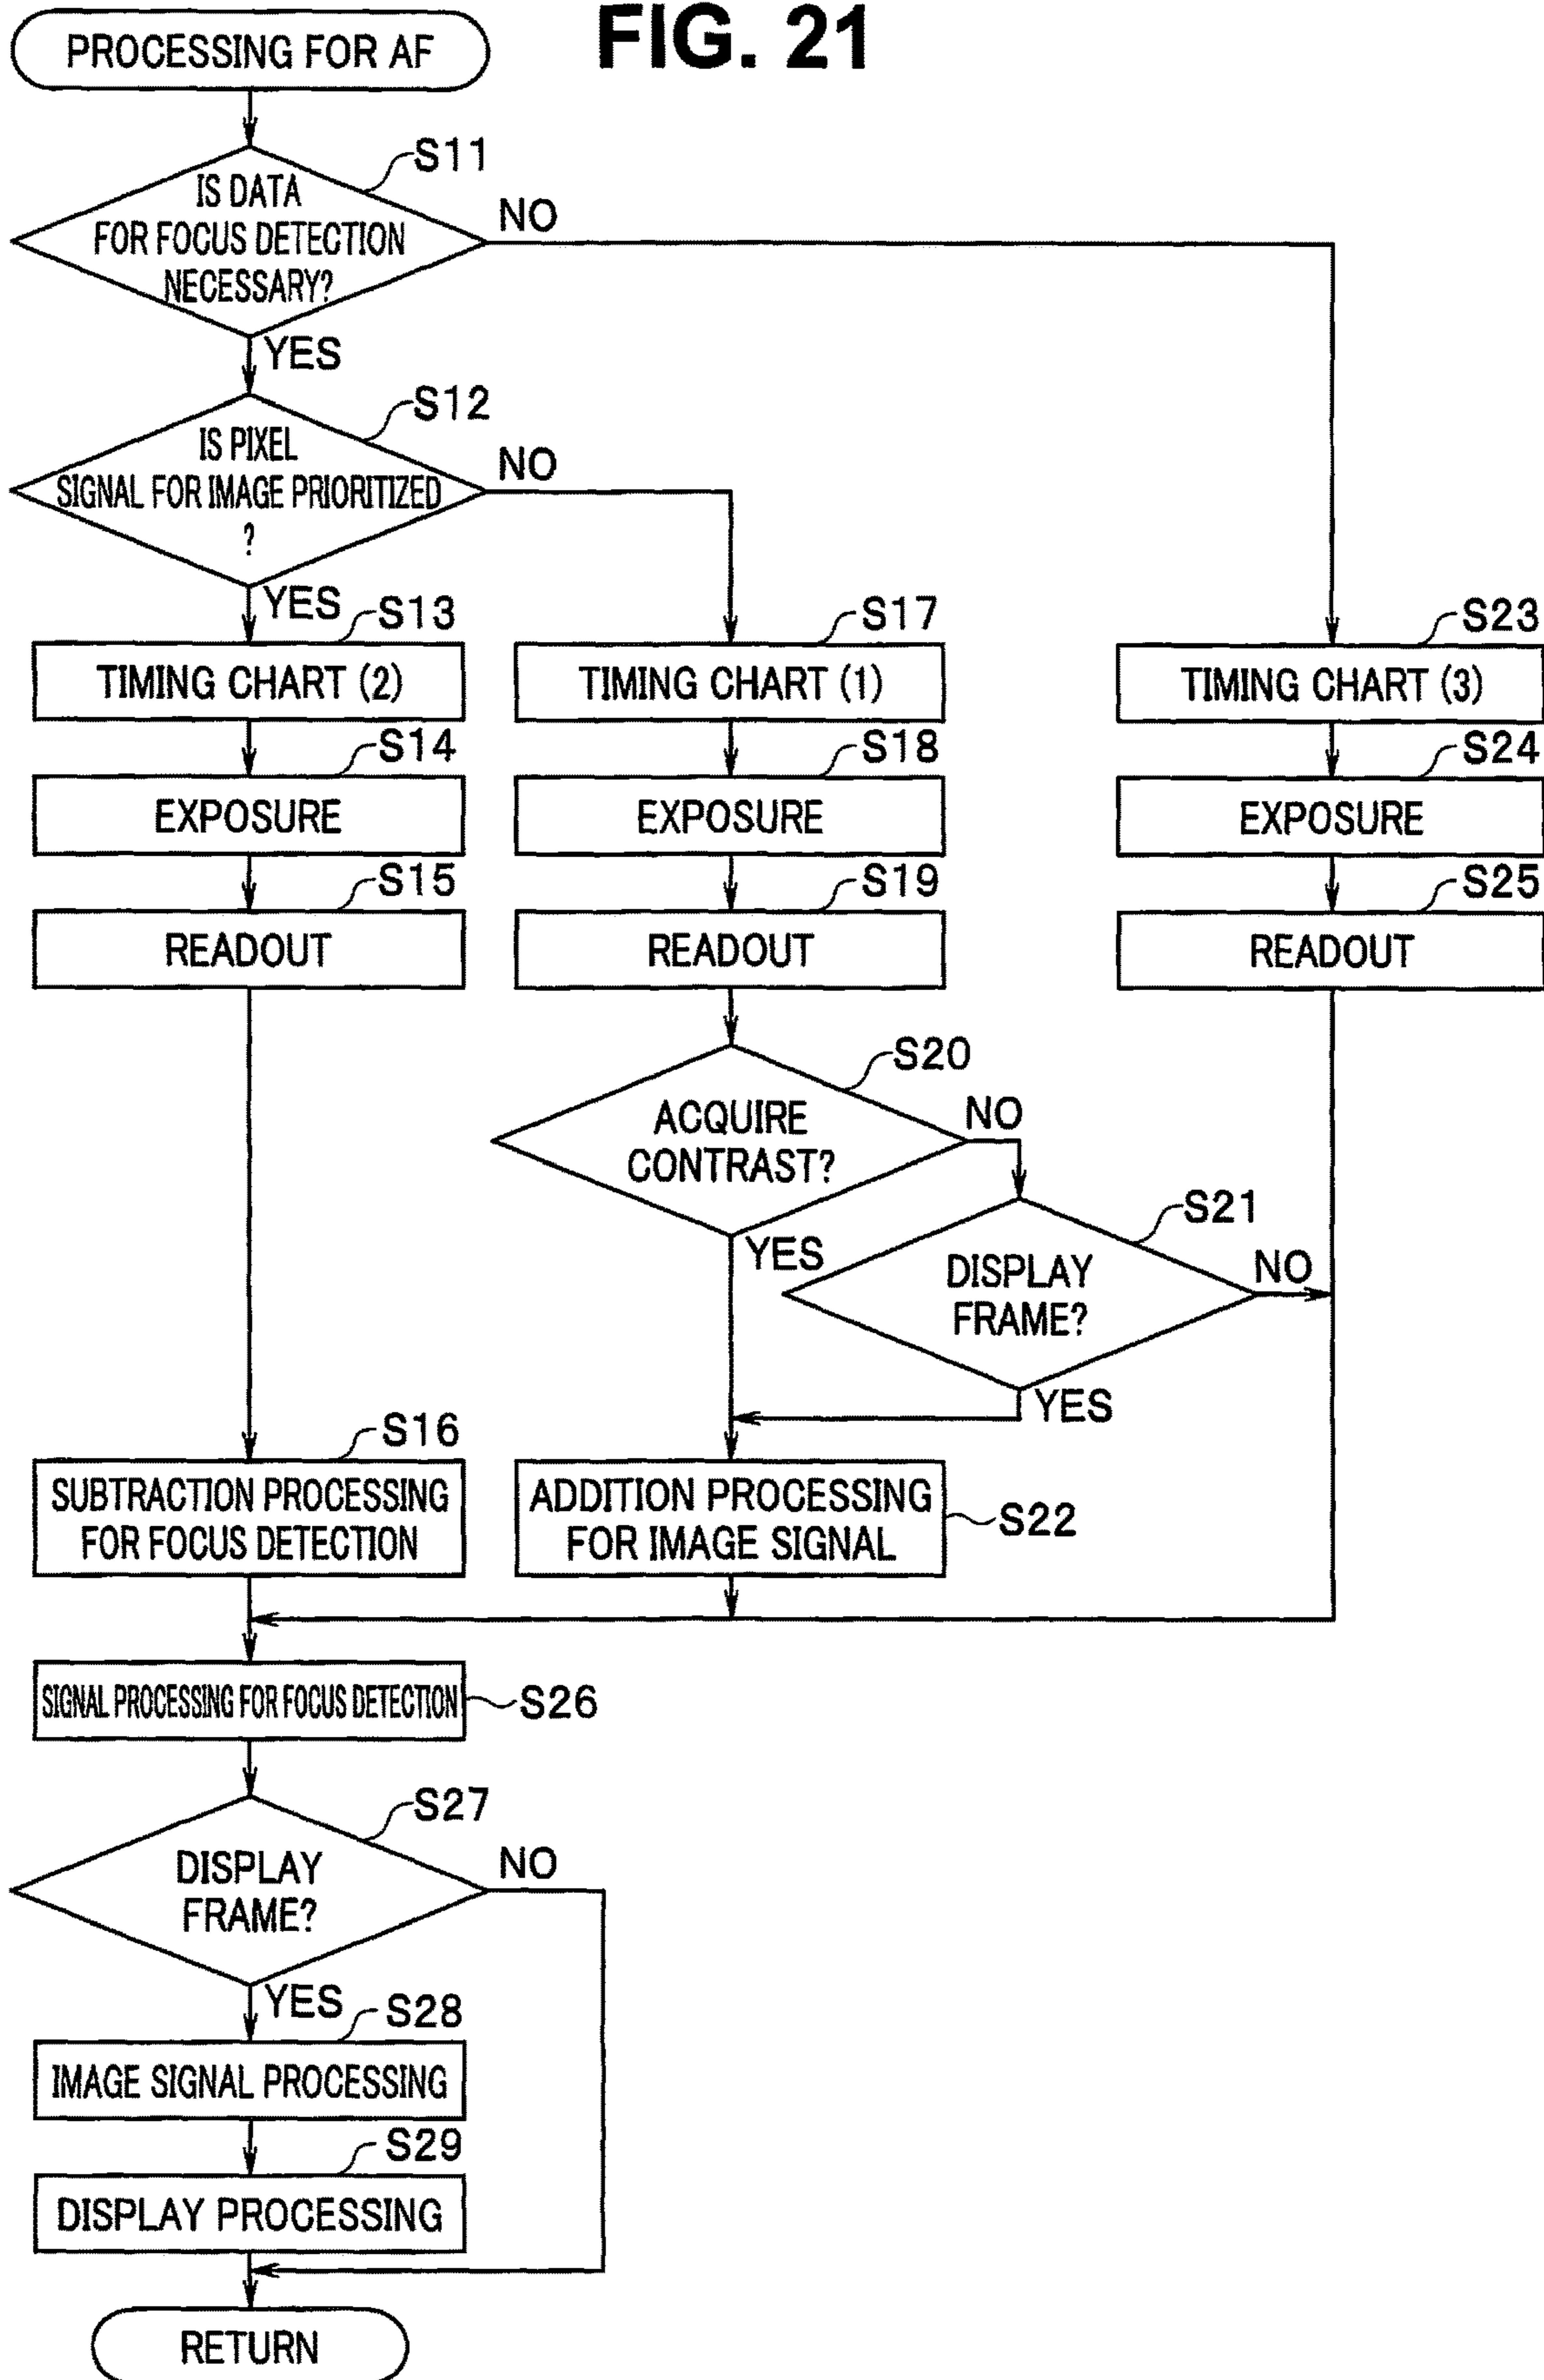 FIG. 21
PROCESSING FOR AF
S11
IS DATA
FOR FOCUS DETECTION
NECESSARY?
NO
YES
S12
IS PIXEL
SIGNAL FOR IMAGE PRIORITIZED
?
NO
YES
S13
TIMING CHART (2)
S14
EXPOSURE
S15
READOUT
S16
SUBTRACTION PROCESSING
FOR FOCUS DETECTION
S17
TIMING CHART (1)
S18
EXPOSURE
S19
READOUT
S20
ACQUIRE
CONTRAST?
NO
YES
S21
DISPLAY
FRAME?
NO
YES
ADDITION PROCESSING
FOR IMAGE SIGNAL
S22
S23
TIMING CHART (3)
S24
EXPOSURE
S25
READOUT
SIGNAL PROCESSING FOR FOCUS DETECTION
S26
S27
DISPLAY
FRAME?
NO
YES
S28
IMAGE SIGNAL PROCESSING
S29
DISPLAY PROCESSING
RETURN